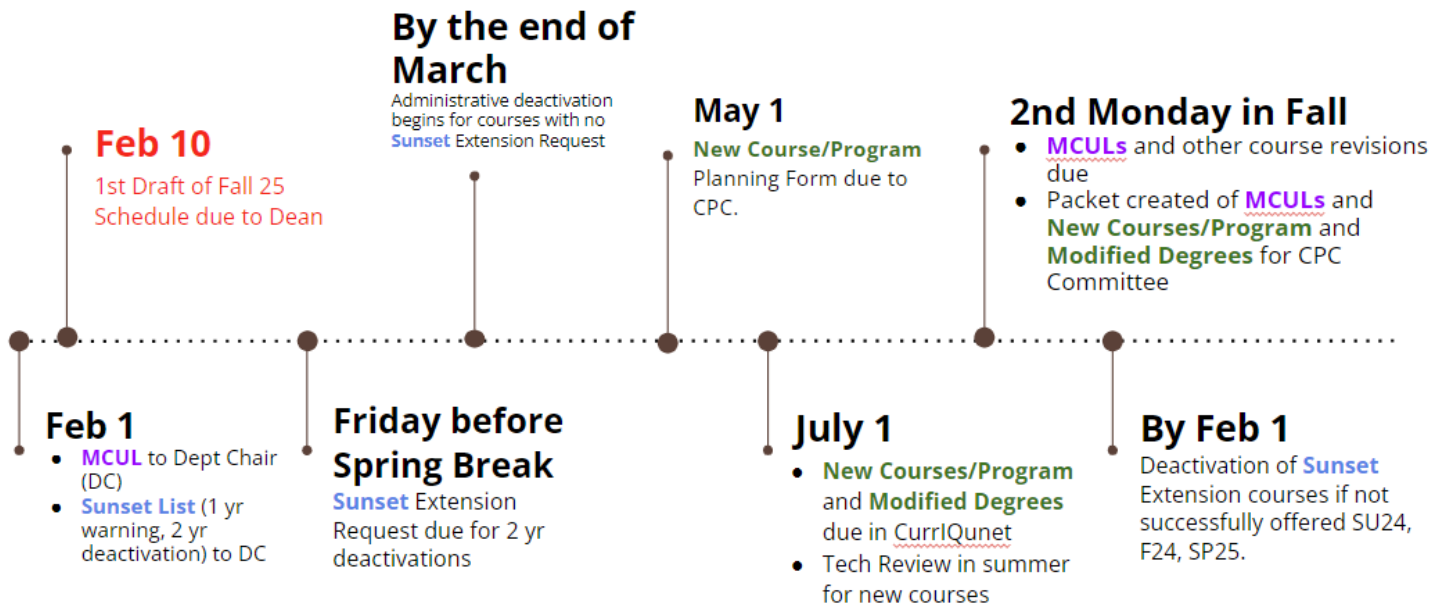 By the end of
March
Administrative deactivation
begins for courses with no
Sunset Extension Request
Feb 10
1st Draft of Fall 25
Schedule due to Dean
May 1
New Course/Program
Planning Form due to
CPC.
2nd Monday in Fall
● MCULs and other course revisions
due
● Packet created of MCULs and
New Courses/Program and
Modified Degrees for CPC
Committee
Feb 1
● MCUL to Dept Chair
(DC)
● Sunset List (1 yr
warning, 2 yr
deactivation) to DC
Friday before
Spring Break
Sunset Extension
Request due for 2 yr
deactivations
July 1
● New Courses/Program
and Modified Degrees
due in CurrIQunet
● Tech Review in summer
for new courses
By Feb 1
Deactivation of Sunset
Extension courses if not
successfully offered SU24,
F24, SP25.